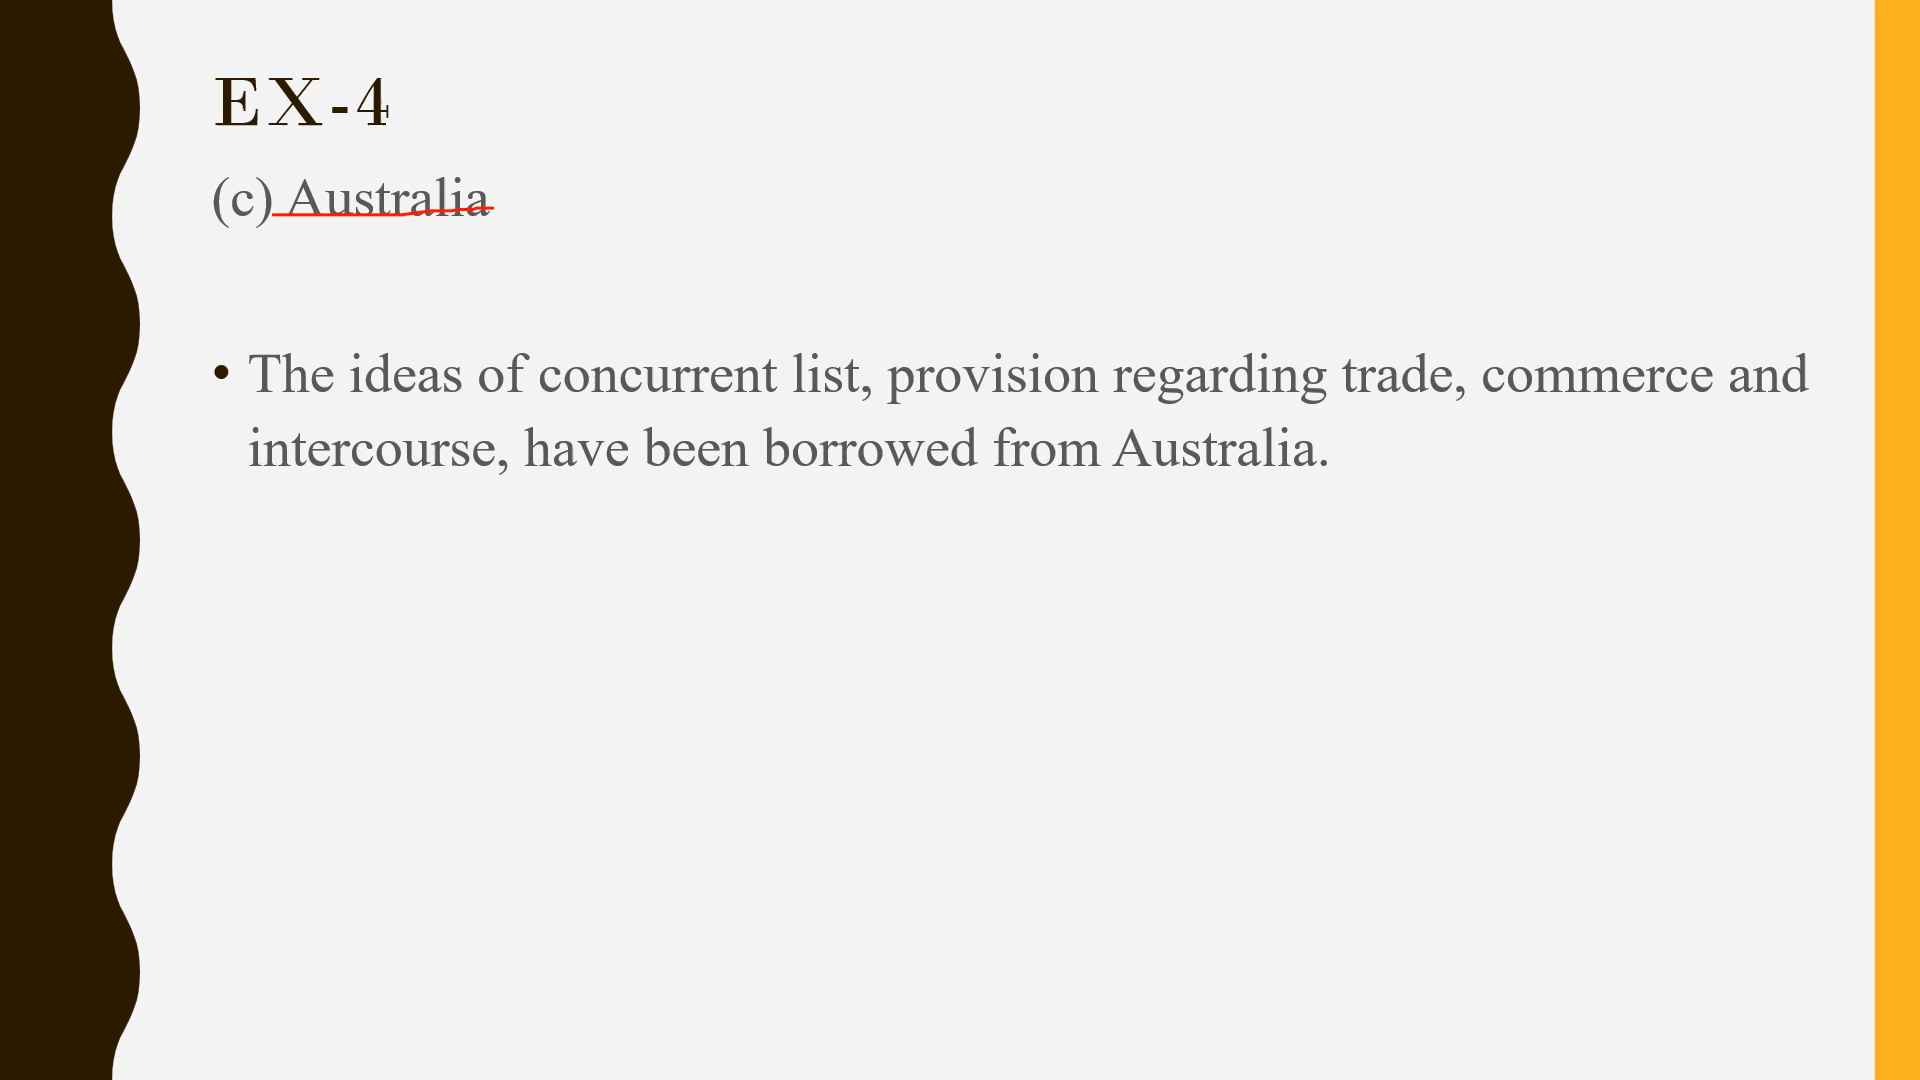 EX-4
(c) Australia
• The ideas of concurrent list, provision regarding trade, commerce and
intercourse, have been borrowed from Australia.